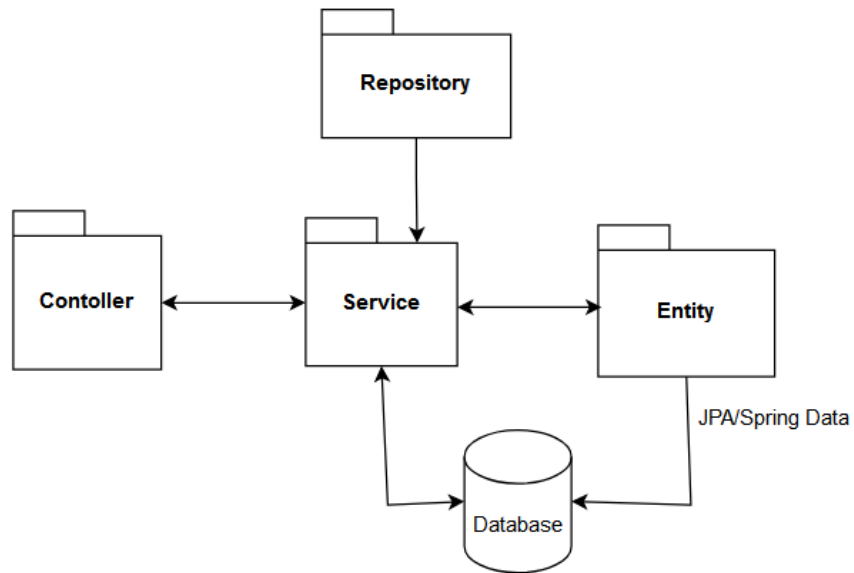 Repository
Contoller
Service
Entity
JPA/Spring Data
Database